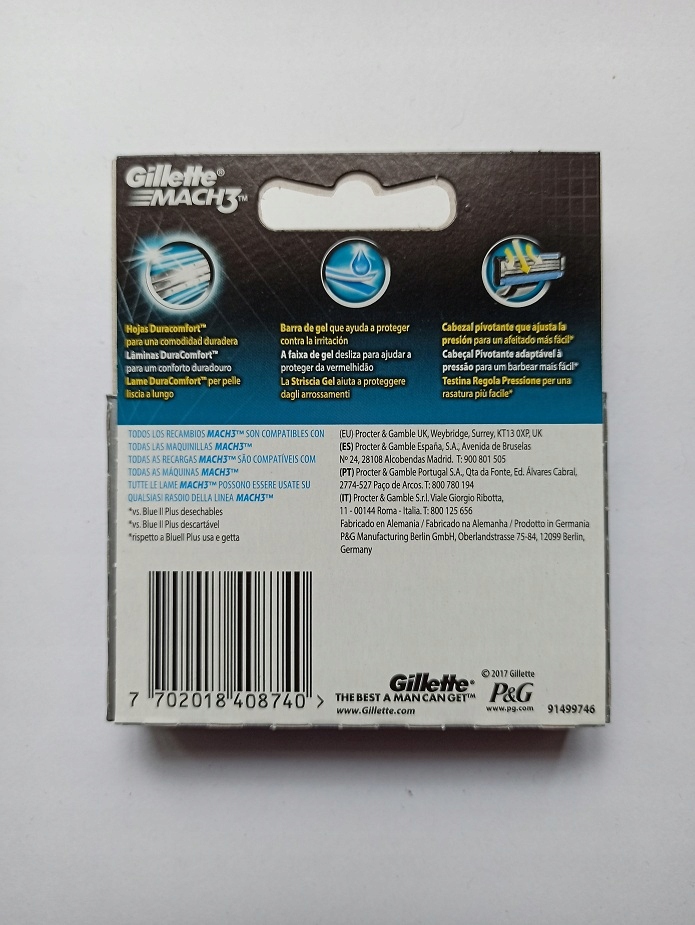 Gillette®
MACH3™
Hojas Duracomfort™
para una comodidad duradera
Lâminas DuraComfort™
para um conforto duradouro
Lame DuraComfort™ per pelle
liscia a lungo
Barra de gel que ayuda a proteger
contra la irritación
A faixa de gel desliza para ajudar a
proteger da vermelhidão
La Striscia Gel aiuta a proteggere
dagli arrossamenti
Cabezal pivotante que ajusta la
presión para un afeitado más fácil*
Cabeçal Pivotante adaptável à
pressão para um barbear mais fácil*
Testina Regola Pressione per una
rasatura più facile*
TODOS LOS RECAMBIOS MACH3™ SON COMPATIBLES CON
TODAS LAS MAQUINILLAS MACH3™
TODAS AS RECARGAS MACH3™ SÃO COMPATÍVEIS COM
TODAS AS MÁQUINAS MACH3™
TUTTE LE LAME MACH3™ POSSONO ESSERE USATE SU
QUALSIASI RASOIO DELLA LINEA MACH3™
*vs. Blue II Plus desechables
*vs. Blue II Plus descartável
*rispetto a BlueII Plus usa e getta
(EU) Procter & Gamble UK, Weybridge, Surrey, KT13 0XP, UK
(ES) Procter & Gamble España, S.A., Avenida de Bruselas
Nº 24, 28108 Alcobendas Madrid. T: 900 801 505
(PT) Procter & Gamble Portugal S.A., Qta da Fonte, Ed. Álvares Cabral,
2774-527 Paço de Arcos. T: 800 780 194
(IT) Procter & Gamble S.r.l. Viale Giorgio Ribotta,
11 - 00144 Roma - Italia. T: 800 125 656
Fabricado en Alemania / Fabricado na Alemanha / Prodotto in Germania
P&G Manufacturing Berlin GmbH, Oberlandstrasse 75-84, 12099 Berlin,
Germany
7 702018 408740 >
Gillette®
THE BEST A MAN CAN GET™
www.Gillette.com
© 2017 Gillette
P&G
www.pg.com
91499746